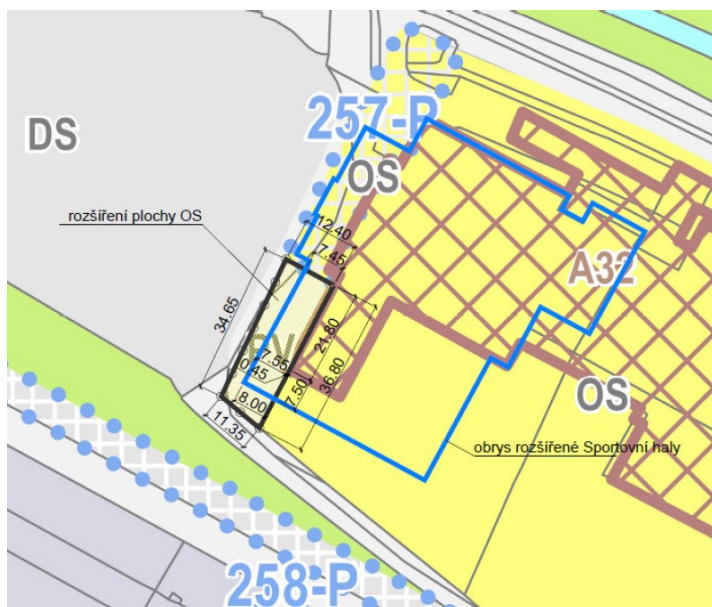 257-P
DS
OS
rozšíření plochy OS
12.40
7.45
A32
34.65
21.80
PV
7.55
36.80
0.45
7.50
8.00
OS
11.35
obrys rozšířené Sportovní haly
258-P